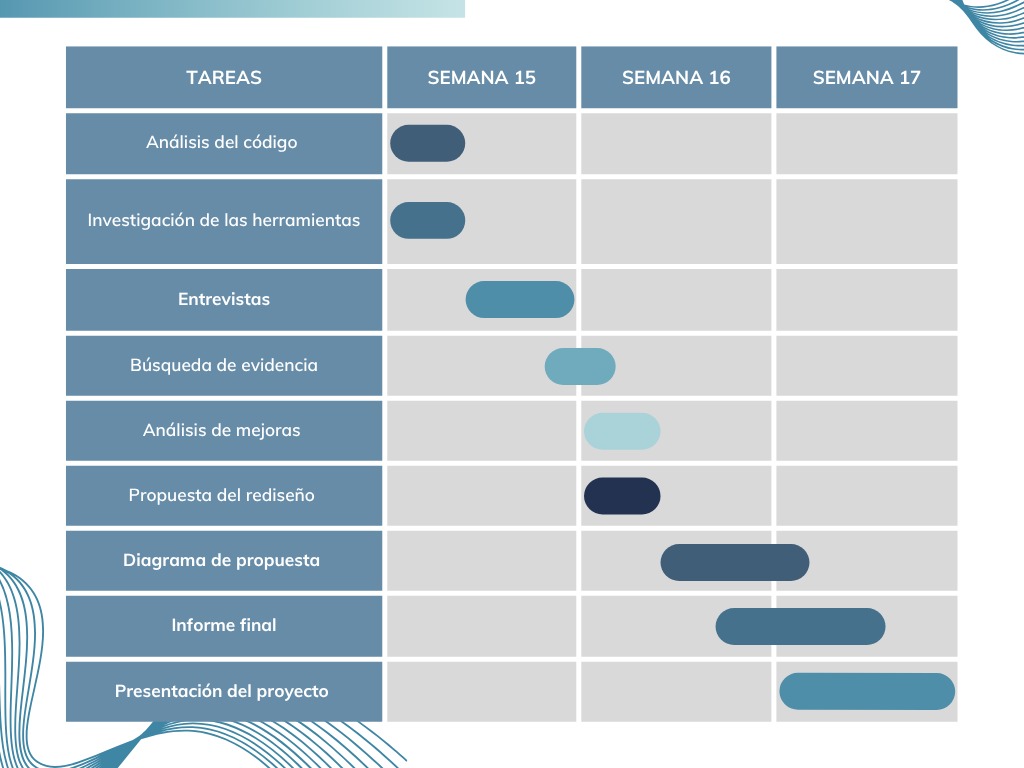 TAREAS
SEMANA 15
SEMANA 16
SEMANA 17
Análisis del código
Investigación de las herramientas
Entrevistas
Búsqueda de evidencia
Análisis de mejoras
Propuesta del rediseño
Diagrama de propuesta
Informe final
Presentación del proyecto